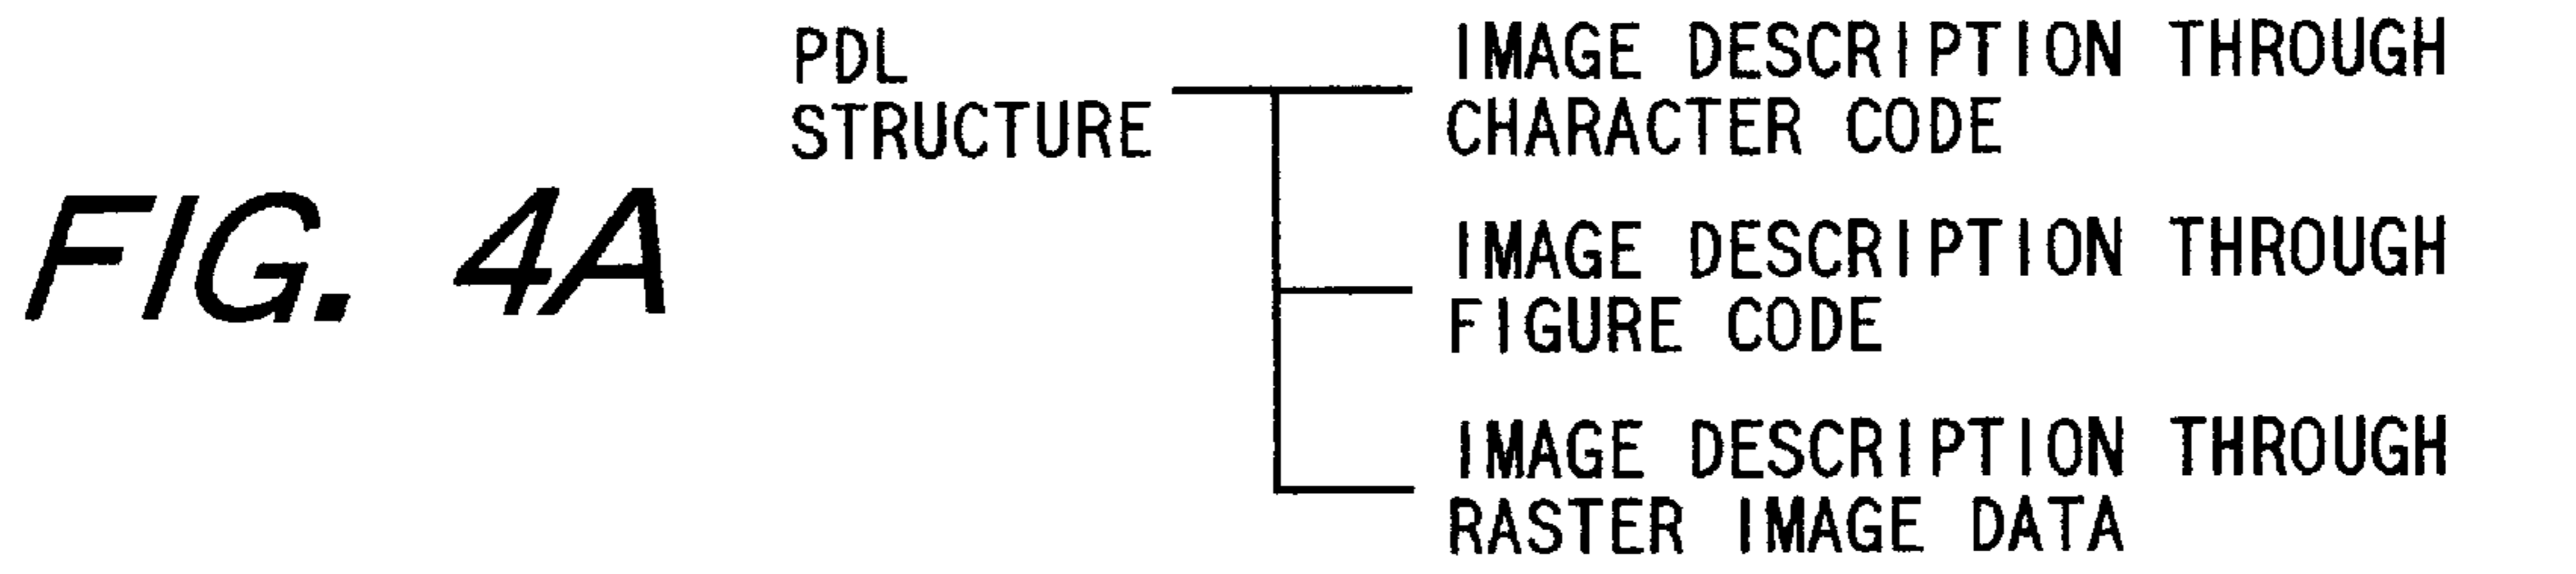 FIG. 4A
PDL
STRUCTURE
IMAGE DESCRIPTION THROUGH
CHARACTER CODE
IMAGE DESCRIPTION THROUGH
FIGURE CODE
IMAGE DESCRIPTION THROUGH
RASTER IMAGE DATA